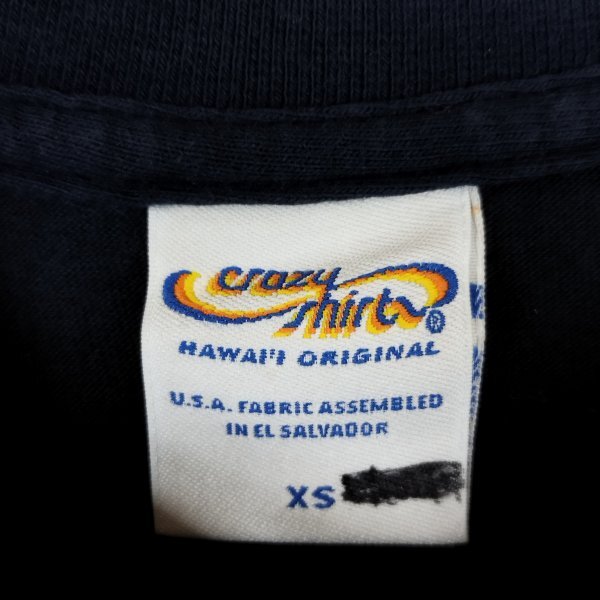 crazy
shirts®
HAWAI'I ORIGINAL
U.S.A. FABRIC ASSEMBLED
IN EL SALVADOR
XS